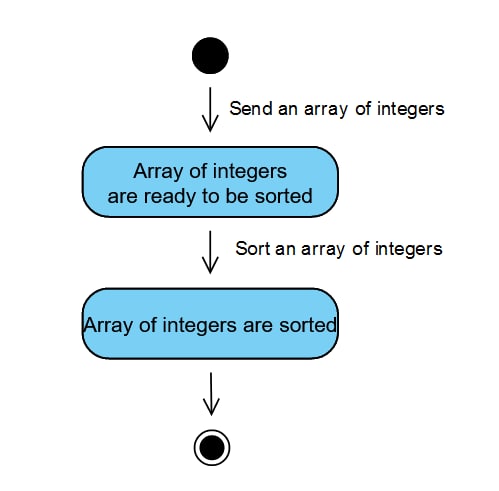 Send an array of integers
Array of integers
are ready to be sorted
Sort an array of integers
Array of integers are sorted